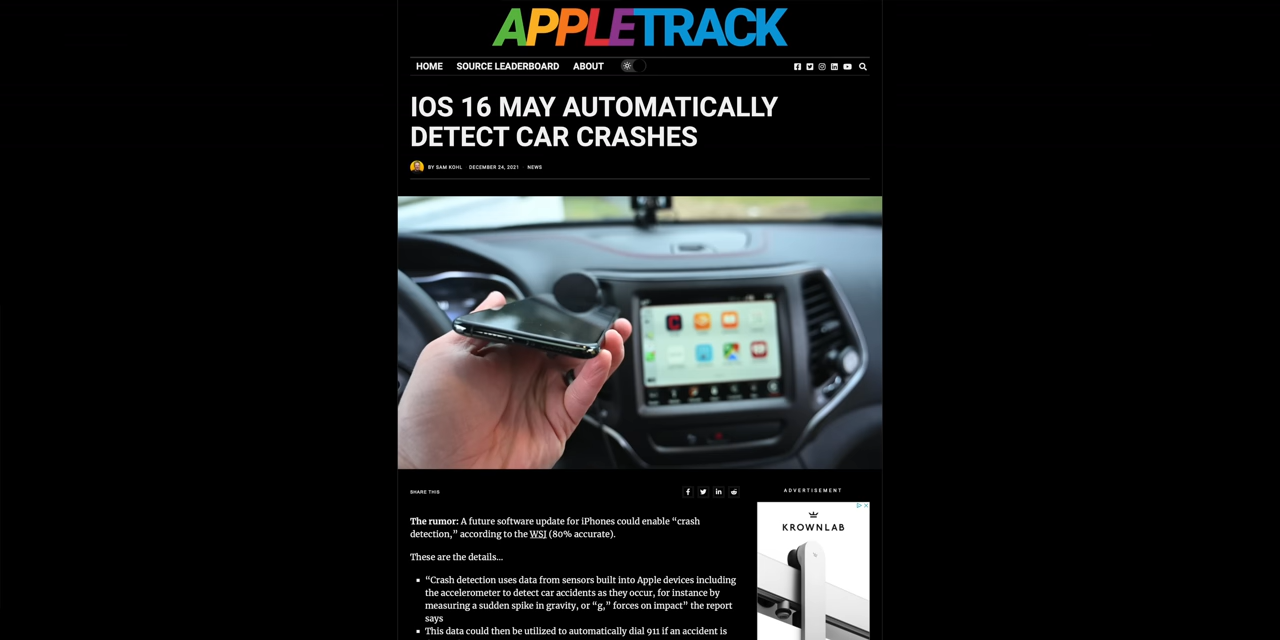 APPLETRACK
HOME SOURCE LEADERBOARD ABOUT
IOS 16 MAY AUTOMATICALLY
DETECT CAR CRASHES
BY SAM KOHL DECEMBER 24, 2021 NEWS
SHARE THIS
ADVERTISEMENT
The rumor: A future software update for iPhones could enable “crash
detection,” according to the WSJ (80% accurate).
These are the details…
“Crash detection uses data from sensors built into Apple devices including
the accelerometer to detect car accidents as they occur, for instance by
measuring a sudden spike in gravity, or “g,” forces on impact” the report
says
This data could then be utilized to automatically dial 911 if an accident is
KROWNLAB